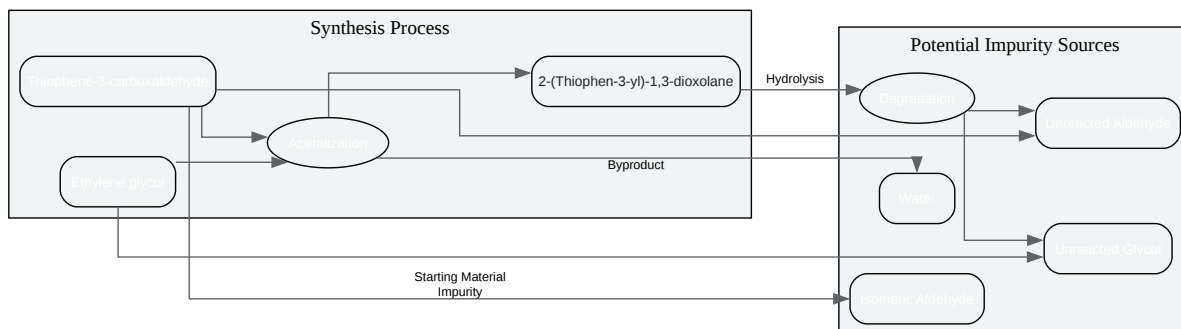 Synthesis Process
Potential Impurity Sources
Thiophene-3-carboxaldehyde
2-(Thiophen-3-yl)-1,3-dioxolane
Hydrolysis
Degradation
Unreacted Aldehyde
Acetalization
Byproduct
Ethylene glycol
Water
Unreacted Glycol
Starting Material
Impurity
Isomeric Aldehyde